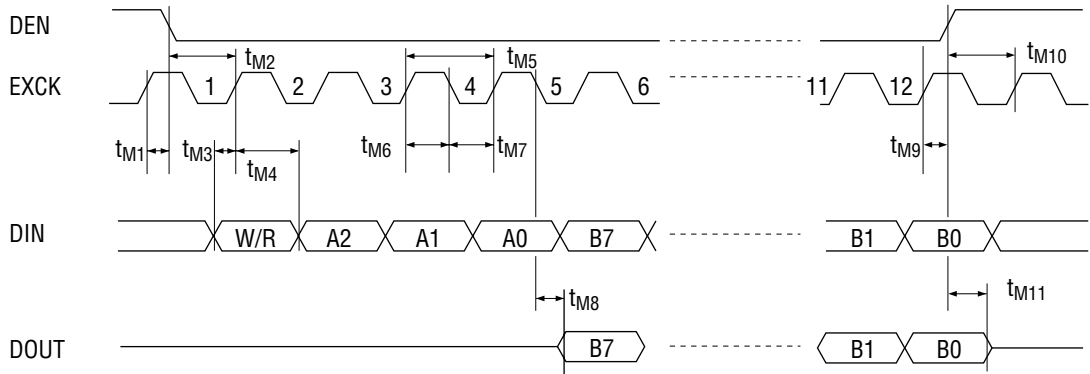 DEN
tM2 tM5 tM10
EXCK 1 2 3 4 5 6 11 12
tM1 tM3 tM4 tM6 tM7 tM9
DIN W/R A2 A1 A0 B7 B1 B0
tM8 tM11
DOUT B7 B1 B0